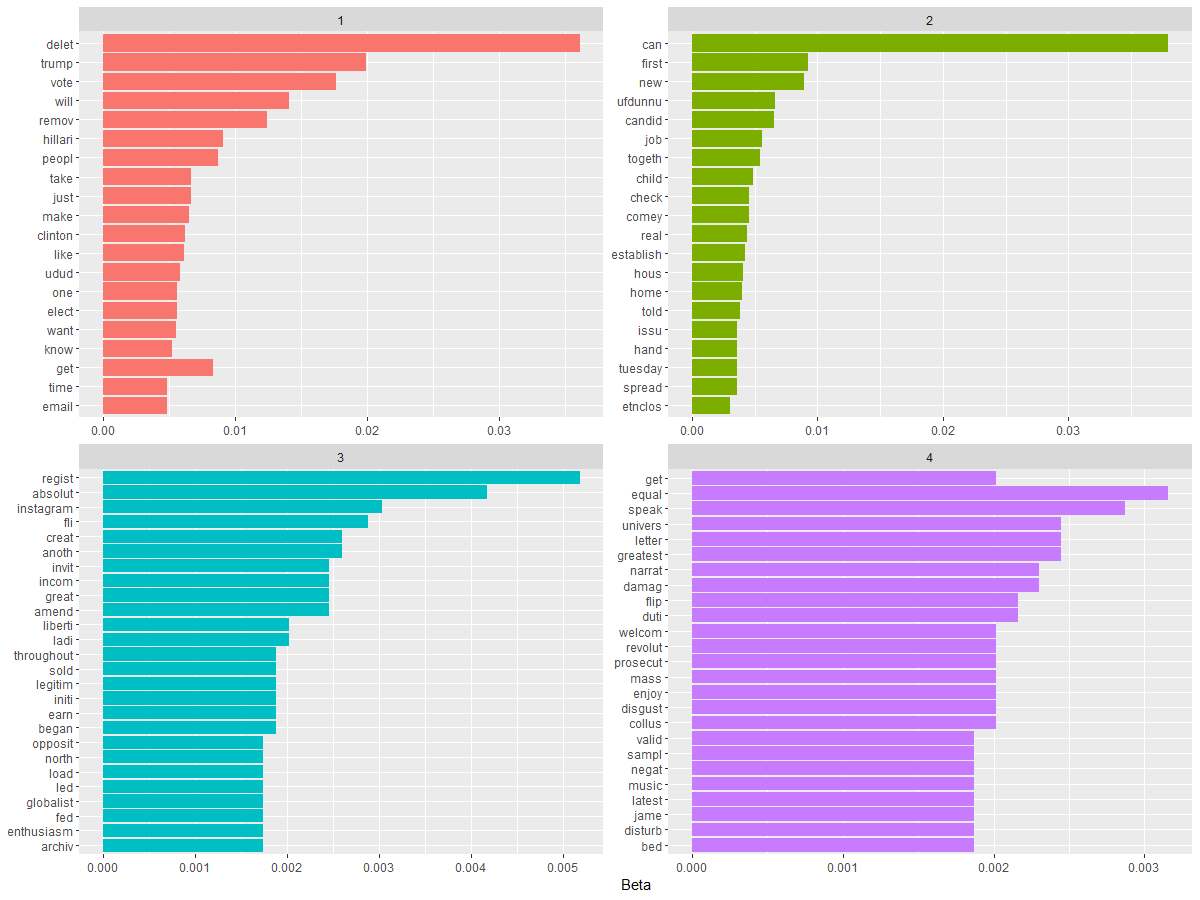 1
delet
trump
vote
will
remov
hillari
peopl
take
just
make
clinton
like
udud
one
elect
want
know
get
time
email
0.00 0.01 0.02 0.03
2
can
first
new
ufdunnu
candid
job
togeth
child
check
comey
real
establish
hous
home
told
issu
hand
tuesday
spread
etnclos
0.00 0.01 0.02 0.03
3
regist
absolut
instagram
fli
creat
anoth
invit
incom
great
amend
liberti
ladi
throughout
sold
legitim
initi
earn
began
opposit
north
load
led
globalist
fed
enthusiasm
archiv
0.000 0.001 0.002 0.003 0.004 0.005
4
get
equal
speak
univers
letter
greatest
narrat
damag
flip
duti
welcom
revolut
prosecut
mass
enjoy
disgust
collus
valid
sampl
negat
music
latest
jame
disturb
bed
0.000 0.001 0.002 0.003
Beta